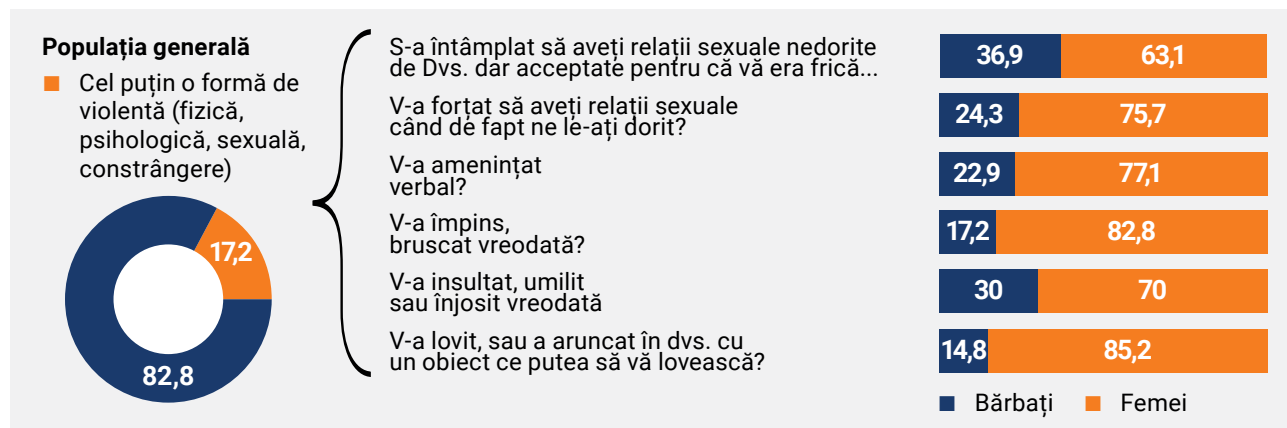 Populația generală
Cel puțin o formă de
violentă (fizică,
psihologică, sexuală,
constrângere)
17,2
82,8
S-a întâmplat să aveți relații sexuale nedorite
de Dvs. dar acceptate pentru că vă era frică...
36,9 63,1
V-a forțat să aveți relații sexuale
când de fapt ne le-ați dorit?
24,3 75,7
V-a amenințat
verbal?
22,9 77,1
V-a împins,
bruscat vreodată?
17,2 82,8
V-a insultat, umilit
sau înjosit vreodată
30 70
V-a lovit, sau a aruncat în dvs. cu
un obiect ce putea să vă lovească?
14,8 85,2
Bărbați Femei